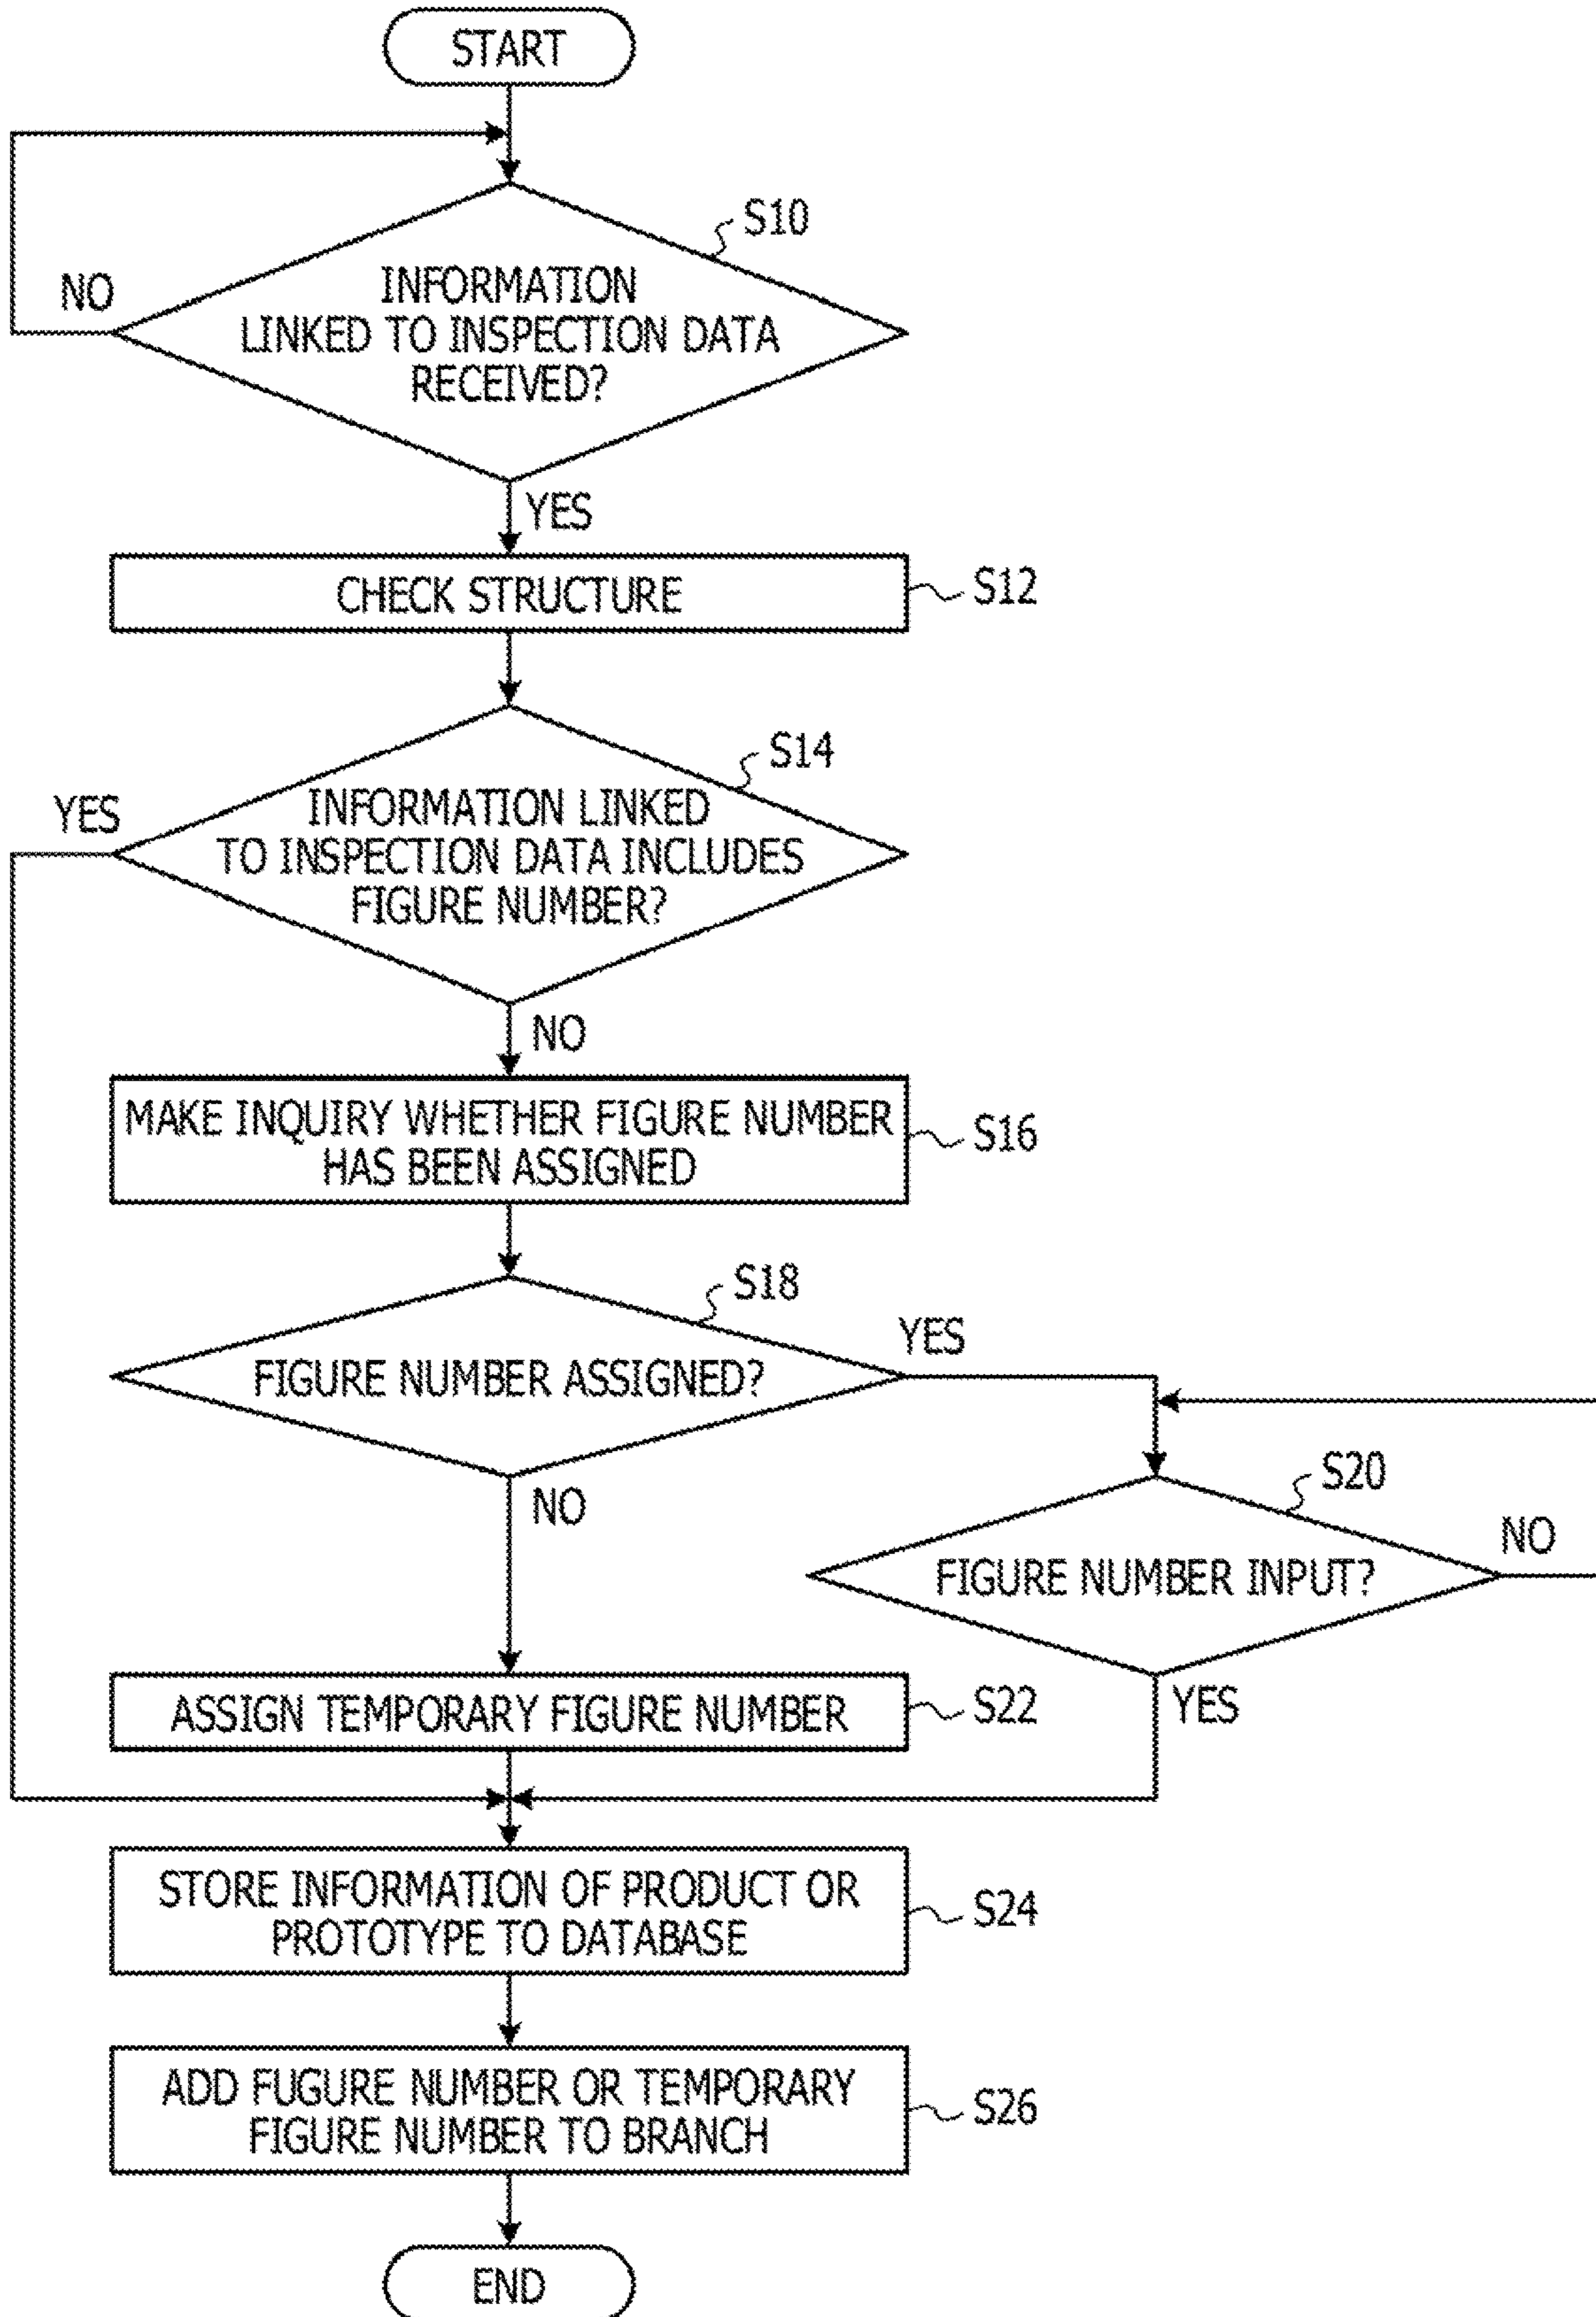 START
S10
NO
INFORMATION
LINKED TO INSPECTION DATA
RECEIVED?
YES
CHECK STRUCTURE
S12
S14
YES
INFORMATION LINKED
TO INSPECTION DATA INCLUDES
FIGURE NUMBER?
NO
MAKE INQUIRY WHETHER FIGURE NUMBER
HAS BEEN ASSIGNED
S16
S18
YES
FIGURE NUMBER ASSIGNED?
NO
S20
NO
FIGURE NUMBER INPUT?
YES
ASSIGN TEMPORARY FIGURE NUMBER
S22
STORE INFORMATION OF PRODUCT OR
PROTOTYPE TO DATABASE
S24
ADD FUGURE NUMBER OR TEMPORARY
FIGURE NUMBER TO BRANCH
S26
END